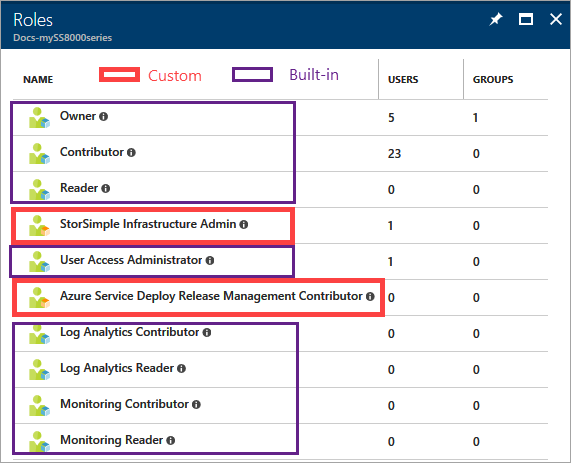 Roles
Docs-mySS8000series
NAME Custom Built-in USERS GROUPS
Owner 5 1
Contributor 23 0
Reader 0 0
StorSimple Infrastructure Admin 1 0
User Access Administrator 1 0
Azure Service Deploy Release Management Contributor 0 0
Log Analytics Contributor 0 0
Log Analytics Reader 0 0
Monitoring Contributor 0 0
Monitoring Reader 0 0